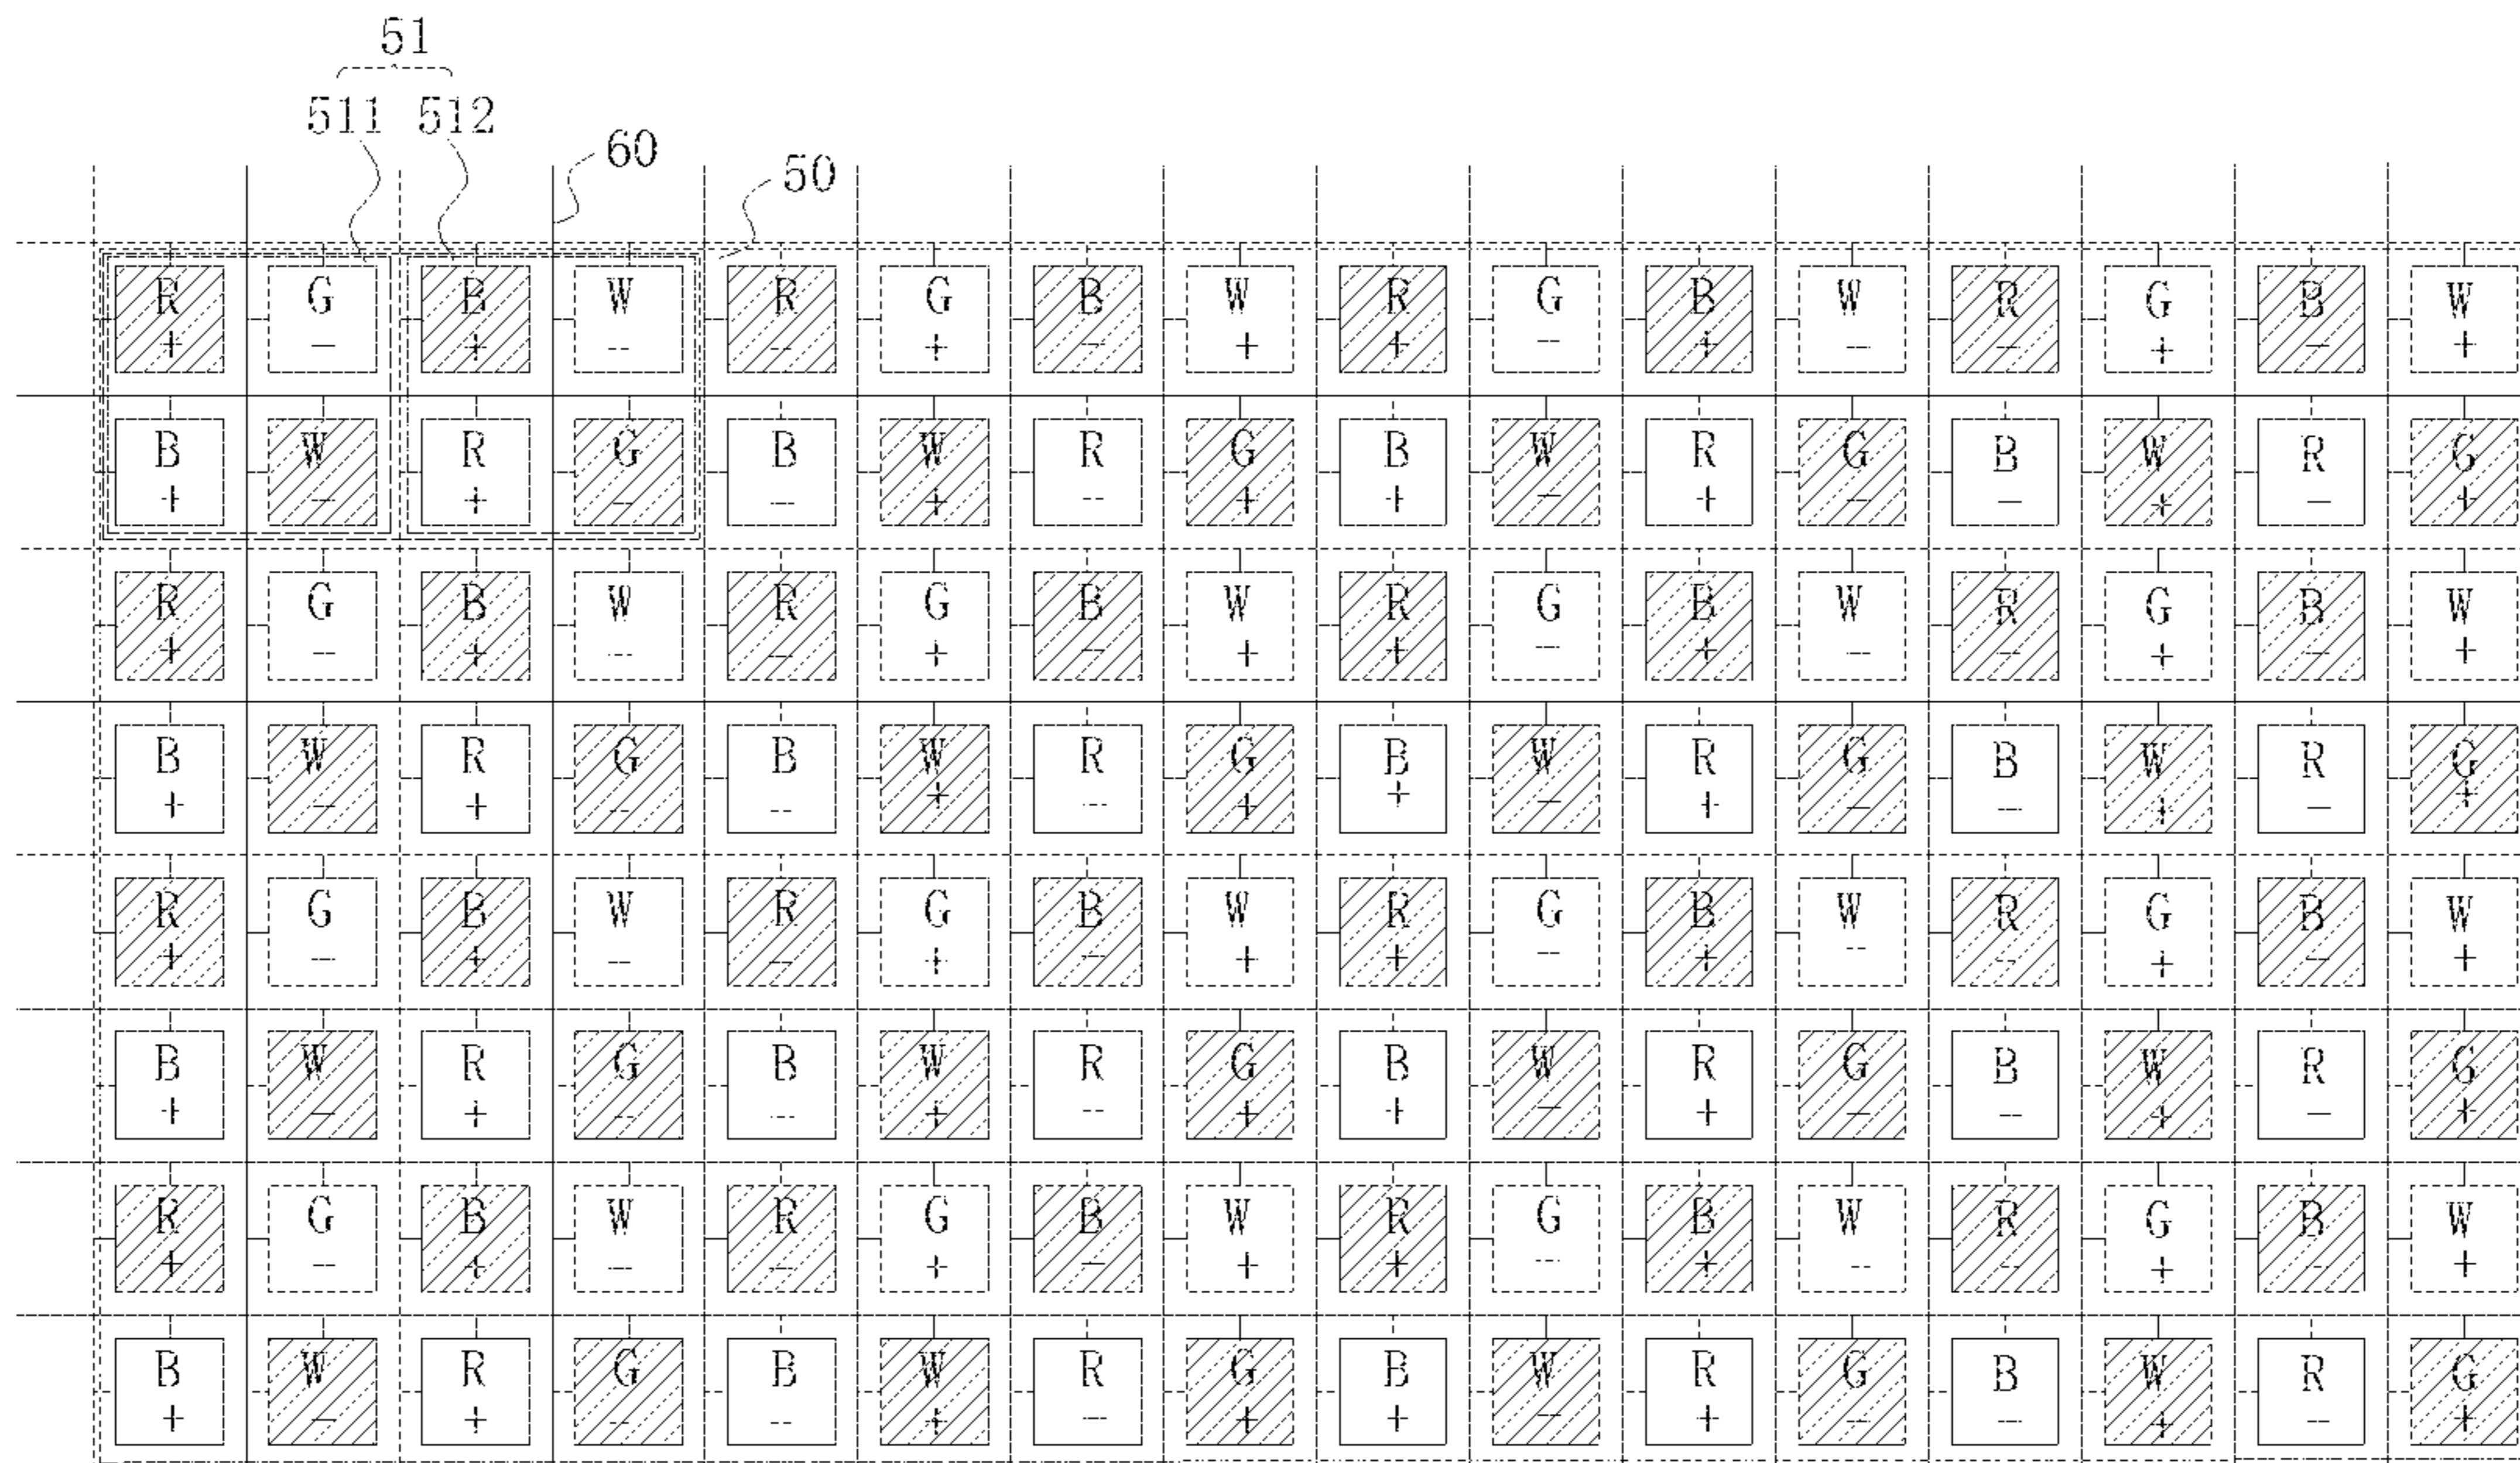 51
511 512
60
50
R G B W R G B W R G B W R G B W
+ − + − − + − + + − + − − + − +
B W R G B W R G B W R G B W R G
+ − + − − + − + + − + − − + − +
R G B W R G B W R G B W R G B W
+ − + − − + − + + − + − − + − +
B W R G B W R G B W R G B W R G
+ − + − − + − + + − + − − + − +
R G B W R G B W R G B W R G B W
+ − + − − + − + + − + − − + − +
B W R G B W R G B W R G B W R G
+ − + − − + − + + − + − − + − +
R G B W R G B W R G B W R G B W
+ − + − − + − + + − + − − + − +
B W R G B W R G B W R G B W R G
+ − + − − + − + + − + − − + − +